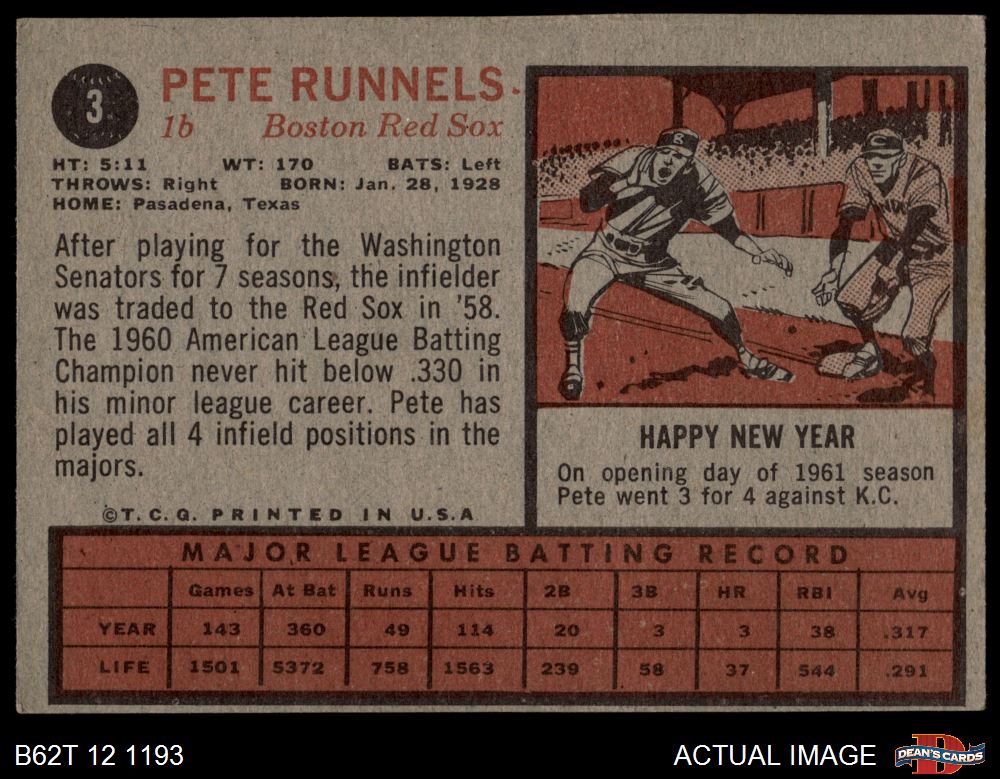 3
PETE RUNNELS
1b Boston Red Sox
HT: 5:11 WT: 170 BATS: Left
THROWS: Right BORN: Jan. 28, 1928
HOME: Pasadena, Texas
After playing for the Washington
Senators for 7 seasons, the infielder
was traded to the Red Sox in '58.
The 1960 American League Batting
Champion never hit below .330 in
his minor league career. Pete has
played all 4 infield positions in the
majors.
©T.C.G. PRINTED IN U.S.A
B
C
HAPPY NEW YEAR
On opening day of 1961 season
Pete went 3 for 4 against K.C.
MAJOR LEAGUE BATTING RECORD
Games At Bat Runs Hits 2B 3B HR RBI Avg
YEAR 143 360 49 114 20 3 3 38 .317
LIFE 1501 5372 758 1563 239 58 37 544 .291
B62T 12 1193
ACTUAL IMAGE
DEAN'S CARDS